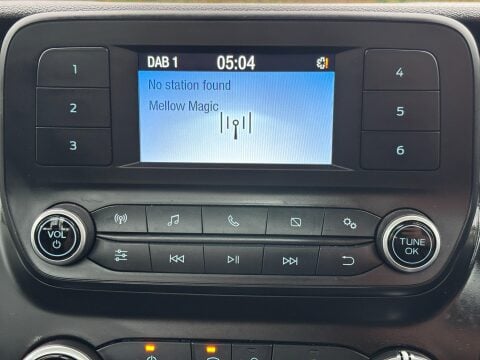 DAB 1 05:04
No station found
Mellow Magic
1
2
3
4
5
6
VOL
TUNE
OK